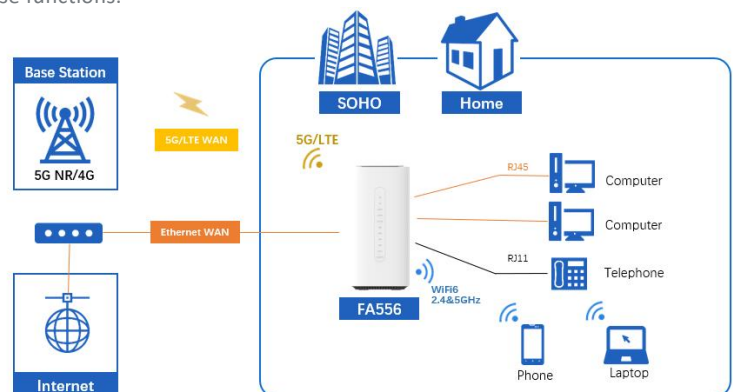 se functions.
Base Station
5G NR/4G
5G/LTE WAN
SOHO
Home
5G/LTE
RJ45
Computer
Computer
Ethernet WAN
RJ11
Telephone
WiFi6
2.4&5GHz
FA556
Phone
Laptop
Internet